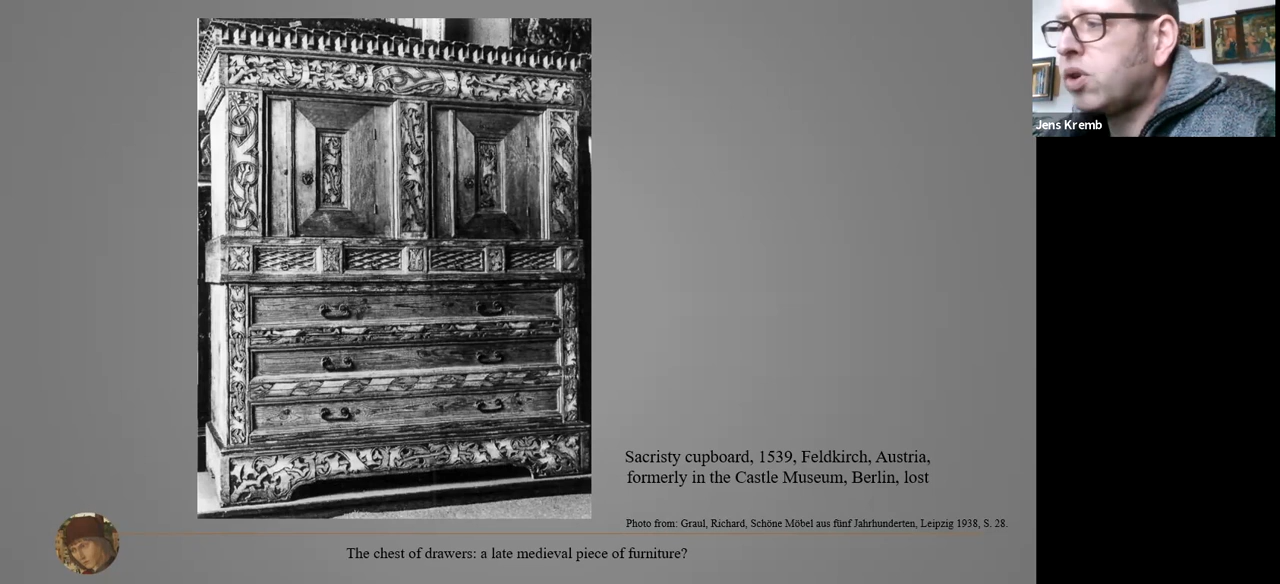 Jens Kremb
Sacristy cupboard, 1539, Feldkirch, Austria,
formerly in the Castle Museum, Berlin, lost
Photo from: Graul, Richard, Schöne Möbel aus fünf Jahrhunderten, Leipzig 1938, S. 28.
The chest of drawers: a late medieval piece of furniture?